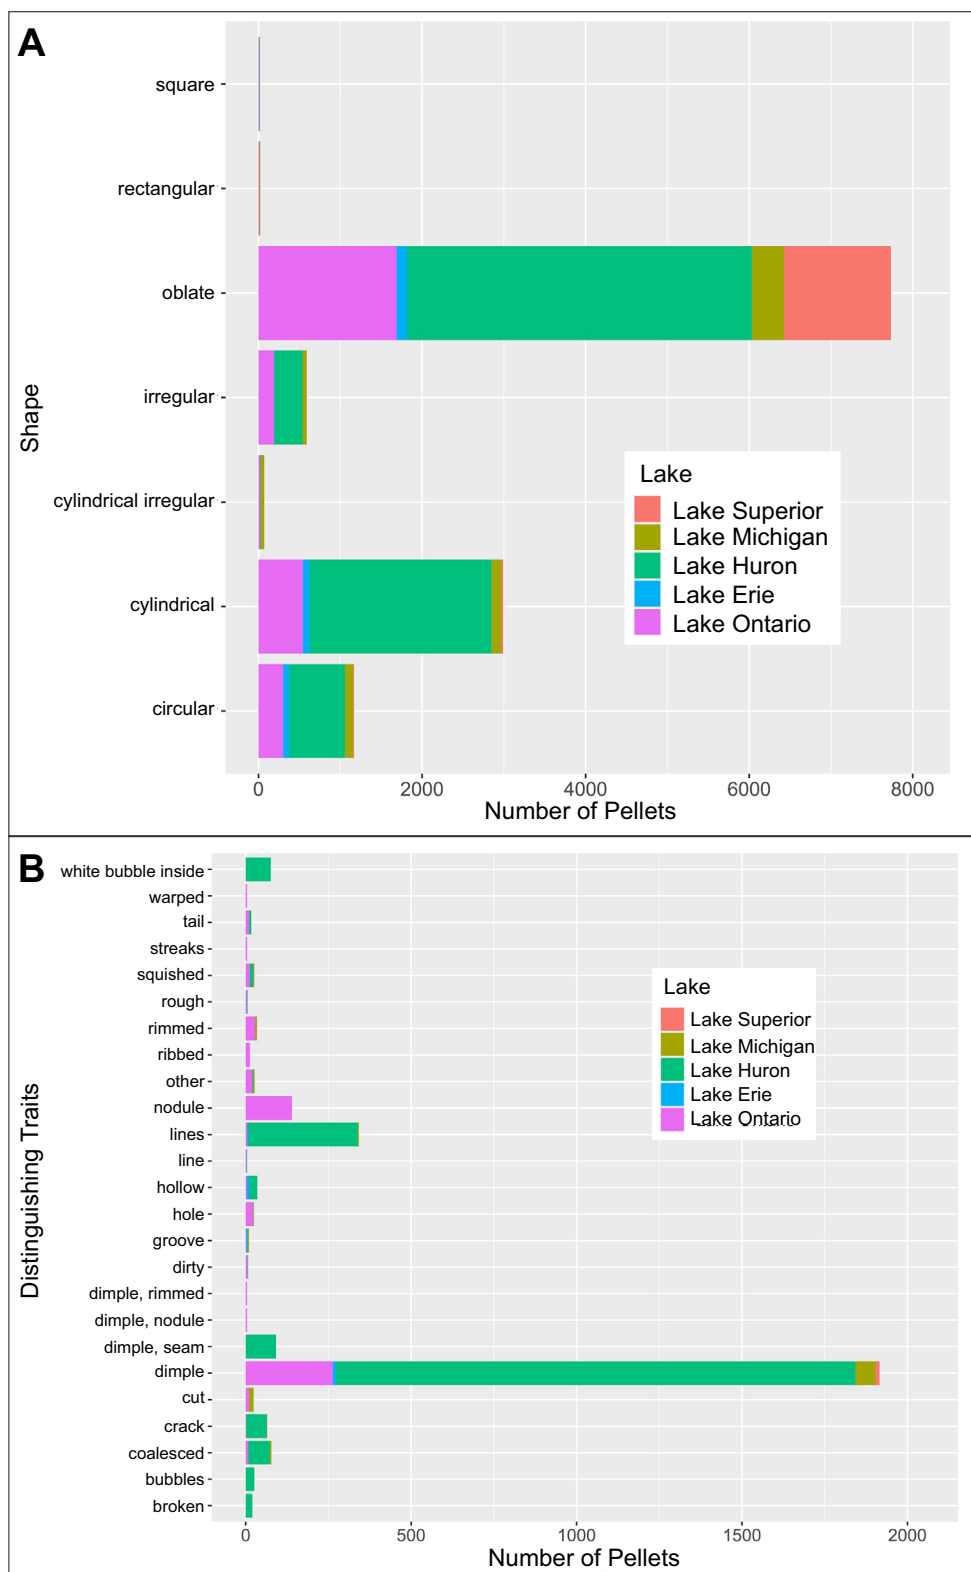 A
square
rectangular
oblate
irregular
cylindrical irregular
cylindrical
circular
Shape
0 2000 4000 6000 8000
Number of Pellets
Lake
Lake Superior
Lake Michigan
Lake Huron
Lake Erie
Lake Ontario
B
white bubble inside
warped
tail
streaks
squished
rough
rimmed
ribbed
other
nodule
lines
line
hollow
hole
groove
dirty
dimple, rimmed
dimple, nodule
dimple, seam
dimple
cut
crack
coalesced
bubbles
broken
Distinguishing Traits
0 500 1000 1500 2000
Number of Pellets
Lake
Lake Superior
Lake Michigan
Lake Huron
Lake Erie
Lake Ontario